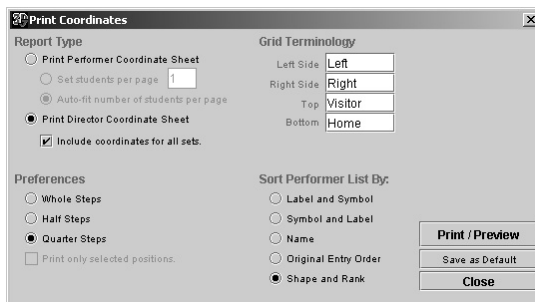 Print Coordinates
Report Type
Print Performer Coordinate Sheet
Set students per page 1
Auto-fit number of students per page
Print Director Coordinate Sheet
Include coordinates for all sets.
Grid Terminology
Left Side Left
Right Side Right
Top Visitor
Bottom Home
Preferences
Whole Steps
Half Steps
Quarter Steps
Print only selected positions.
Sort Performer List By:
Label and Symbol
Symbol and Label
Name
Original Entry Order
Shape and Rank
Print / Preview
Save as Default
Close